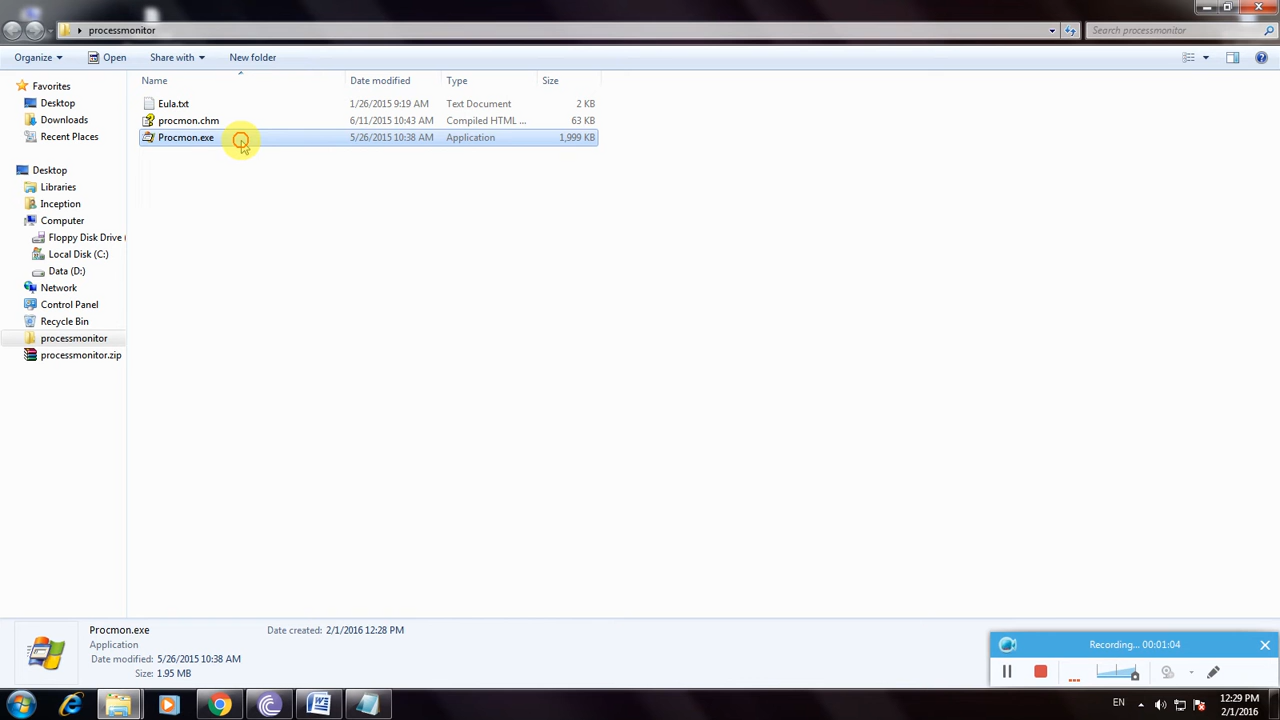 processmonitor
Search processmonitor
Organize
Open
Share with
New folder
Name
Date modified
Type
Size
Favorites
Desktop
Downloads
Recent Places
Desktop
Libraries
Inception
Computer
Floppy Disk Drive (
Local Disk (C:)
Data (D:)
Network
Control Panel
Recycle Bin
processmonitor
processmonitor.zip
Eula.txt 1/26/2015 9:19 AM Text Document 2 KB
procmon.chm 6/11/2015 10:43 AM Compiled HTML ... 63 KB
Procmon.exe 5/26/2015 10:38 AM Application 1,999 KB
Procmon.exe
Date created: 2/1/2016 12:28 PM
Application
Date modified: 5/26/2015 10:38 AM
Size: 1.95 MB
Recording... 00:01:04
EN
12:29 PM
2/1/2016